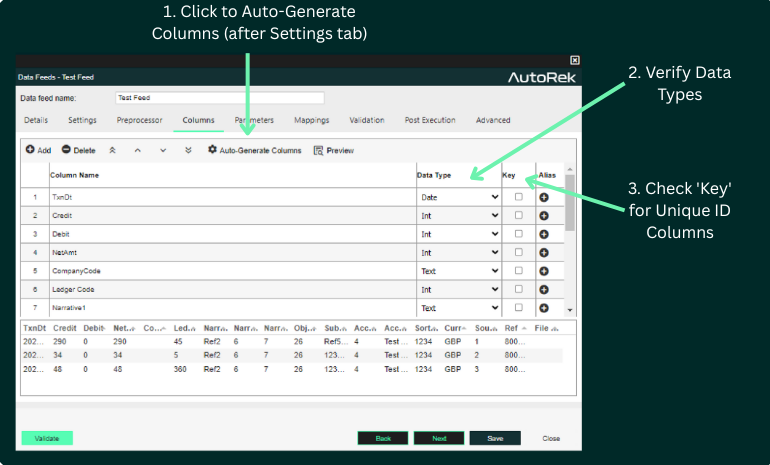 1. Click to Auto-Generate
Columns (after Settings tab)
Data Feeds - Test Feed
AutoRek
Data feed name: Test Feed
Details Settings Preprocessor Columns Parameters Mappings Validation Post Execution Advanced
Add Delete Auto-Generate Columns Preview
Column Name Data Type Key Alias
1 TxnDt Date
2 Credit Int
3 Debit Int
4 NetAmt Int
5 CompanyCode Text
6 Ledger Code Int
7 Narrative1 Text
TxnDt Credit Debit Net... Co... Led... Narr... Narr... Narr... Obj... Sub... Acc... Acc... Sort... Curr Sou... Ref File ...
202... 290 0 290 45 Ref2 6 7 26 Ref5... 4 Test ... 1234 GBP 1 800...
202... 34 0 34 5 Ref2 6 7 26 123... 4 Test ... 1234 GBP 2 800...
202... 48 0 48 360 Ref2 6 7 26 123... 4 Test ... 1234 GBP 3 800...
Validate Back Next Save Close
2. Verify Data
Types
3. Check 'Key'
for Unique ID
Columns